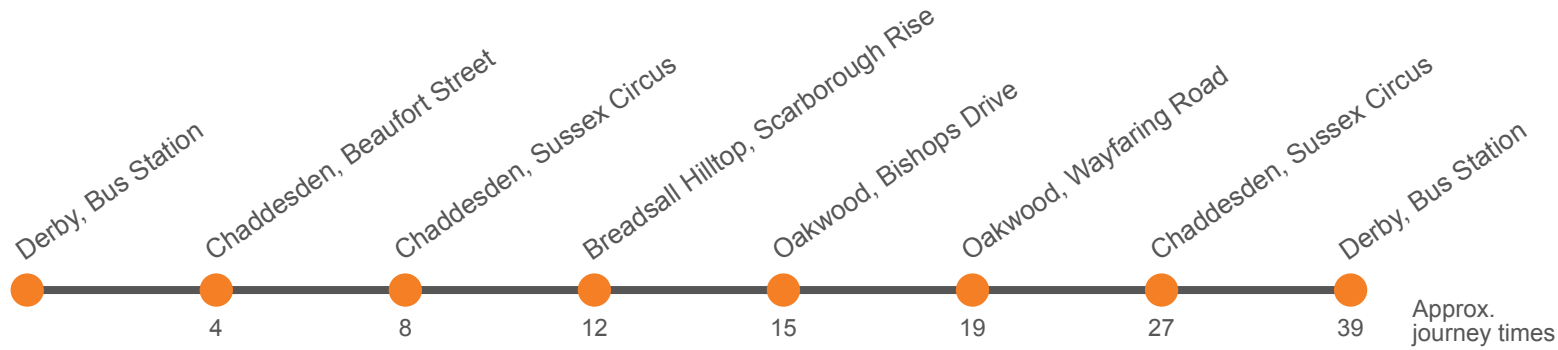 Derby, Bus Station
Chaddesden, Beaufort Street
Chaddesden, Sussex Circus
Breadsall Hilltop, Scarborough Rise
Oakwood, Bishops Drive
Oakwood, Wayfaring Road
Chaddesden, Sussex Circus
Derby, Bus Station
4
8
12
15
19
27
39
Approx.
journey times